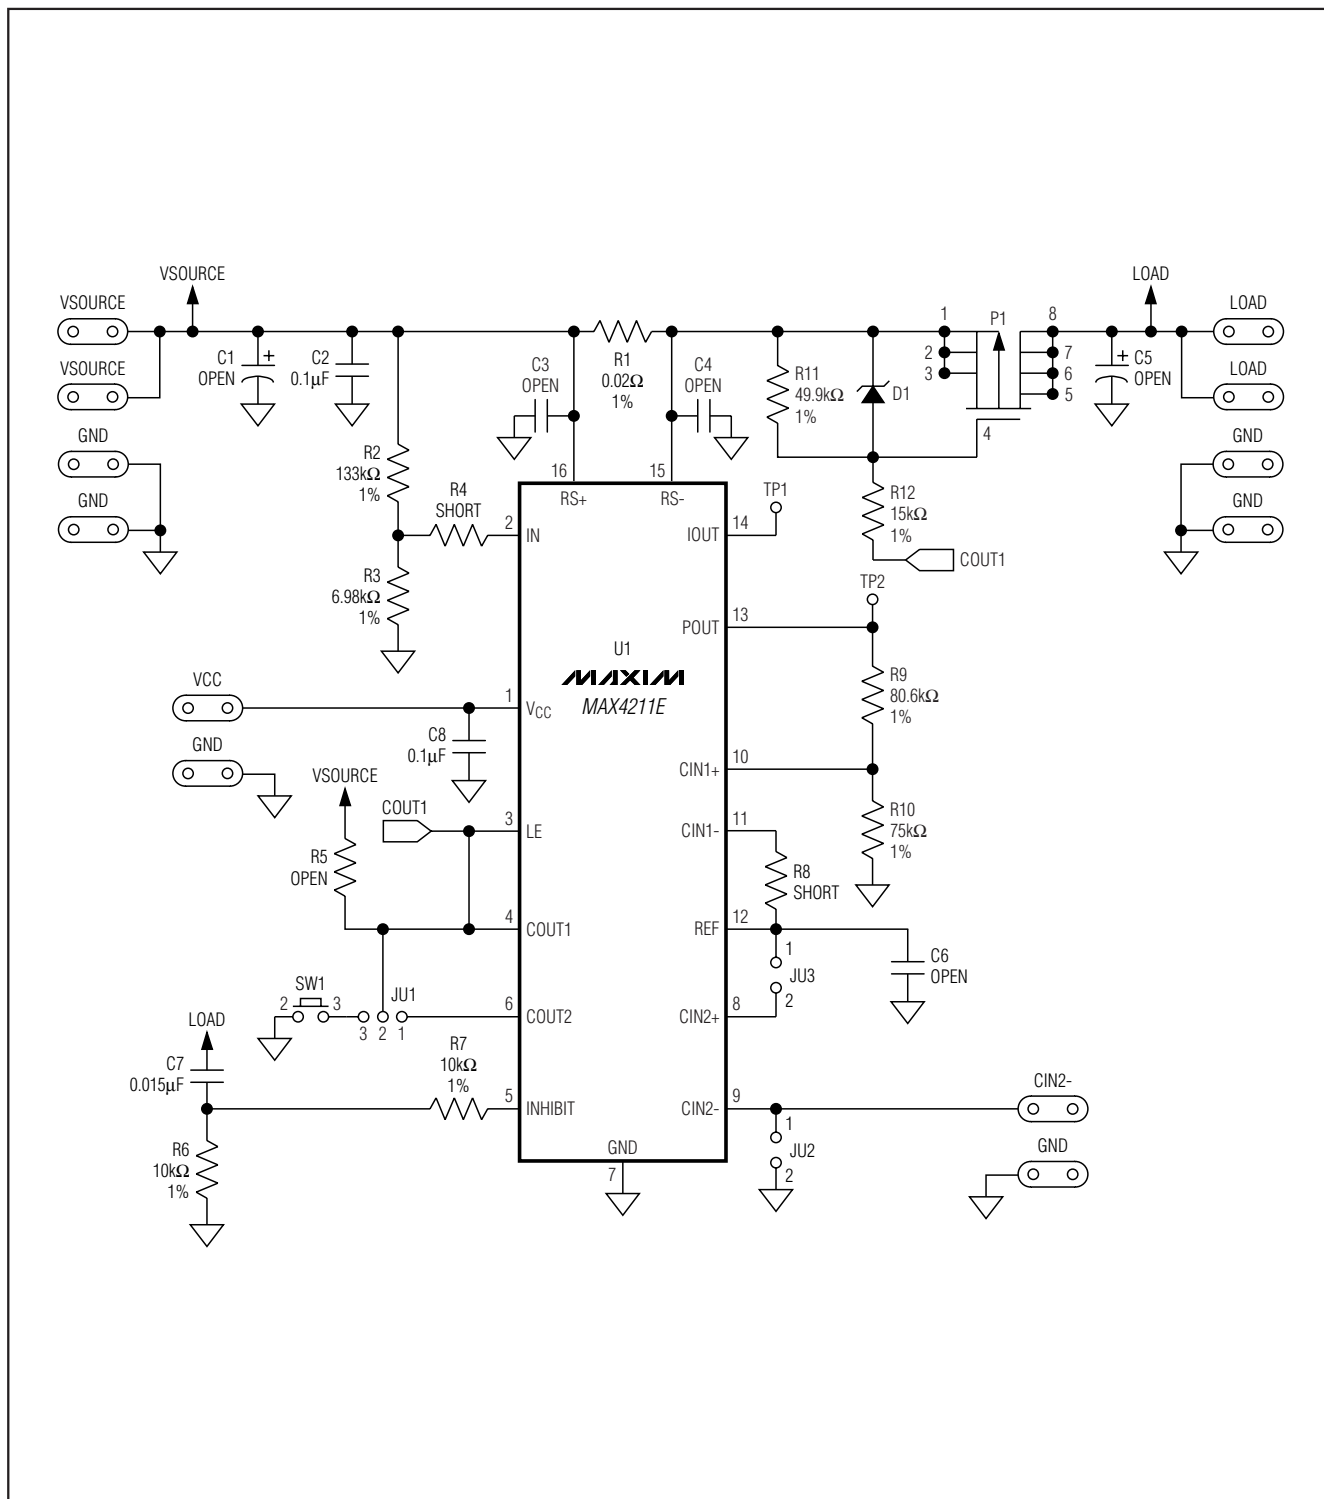 VSOURCE
LOAD
VSOURCE
LOAD
1
P1
8
C1
+
OPEN
C2
0.1µF
C3
OPEN
R1
0.02Ω
1%
C4
OPEN
R11
49.9kΩ
1%
D1
2
3
4
7
6
5
+
C5
OPEN
VSOURCE
LOAD
GND
GND
GND
GND
R2
133kΩ
1%
R4
SHORT
16
RS+
15
RS-
2
IN
14
IOUT
TP1
R12
15kΩ
1%
COUT1
R3
6.98kΩ
1%
TP2
13
POUT
U1
MAXIM
MAX4211E
R9
80.6kΩ
1%
VCC
1
VCC
C8
0.1µF
GND
10
CIN1+
VSOURCE
COUT1
3
LE
11
CIN1-
R10
75kΩ
1%
R5
OPEN
R8
SHORT
4
COUT1
12
REF
1
JU3
2
C6
OPEN
SW1
2
3
JU1
3
2
1
6
COUT2
8
CIN2+
LOAD
C7
0.015µF
R7
10kΩ
1%
5
INHIBIT
9
CIN2-
CIN2-
1
JU2
2
R6
10kΩ
1%
GND
7
GND